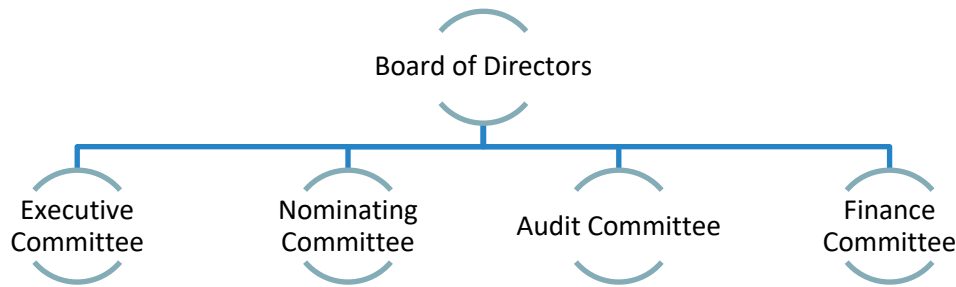 Board of Directors
Executive
Committee
Nominating
Committee
Audit Committee
Finance
Committee